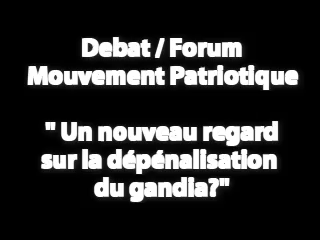 Debat / Forum
Mouvement Patriotique
" Un nouveau regard
sur la dépénalisation
du gandia?"